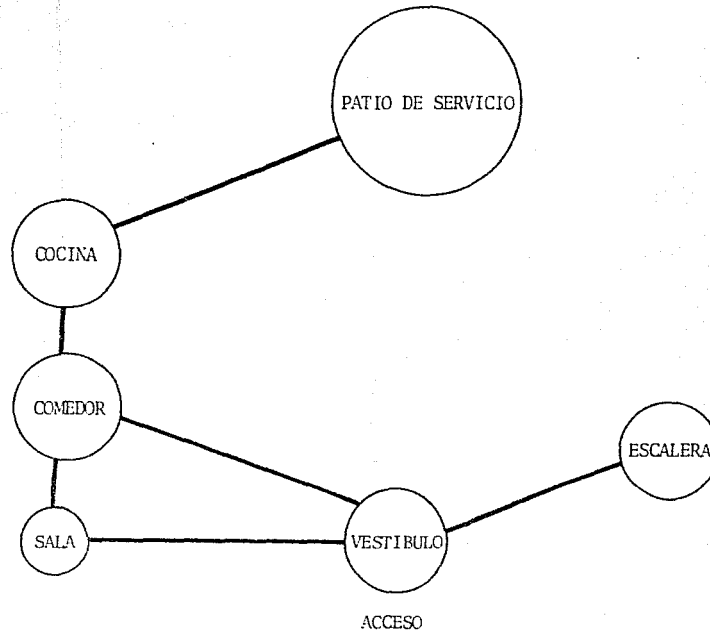 PATIO DE SERVICIO
COCINA
COMEDOR
ESCALERA
SALA
VESTIBULO
ACCESO